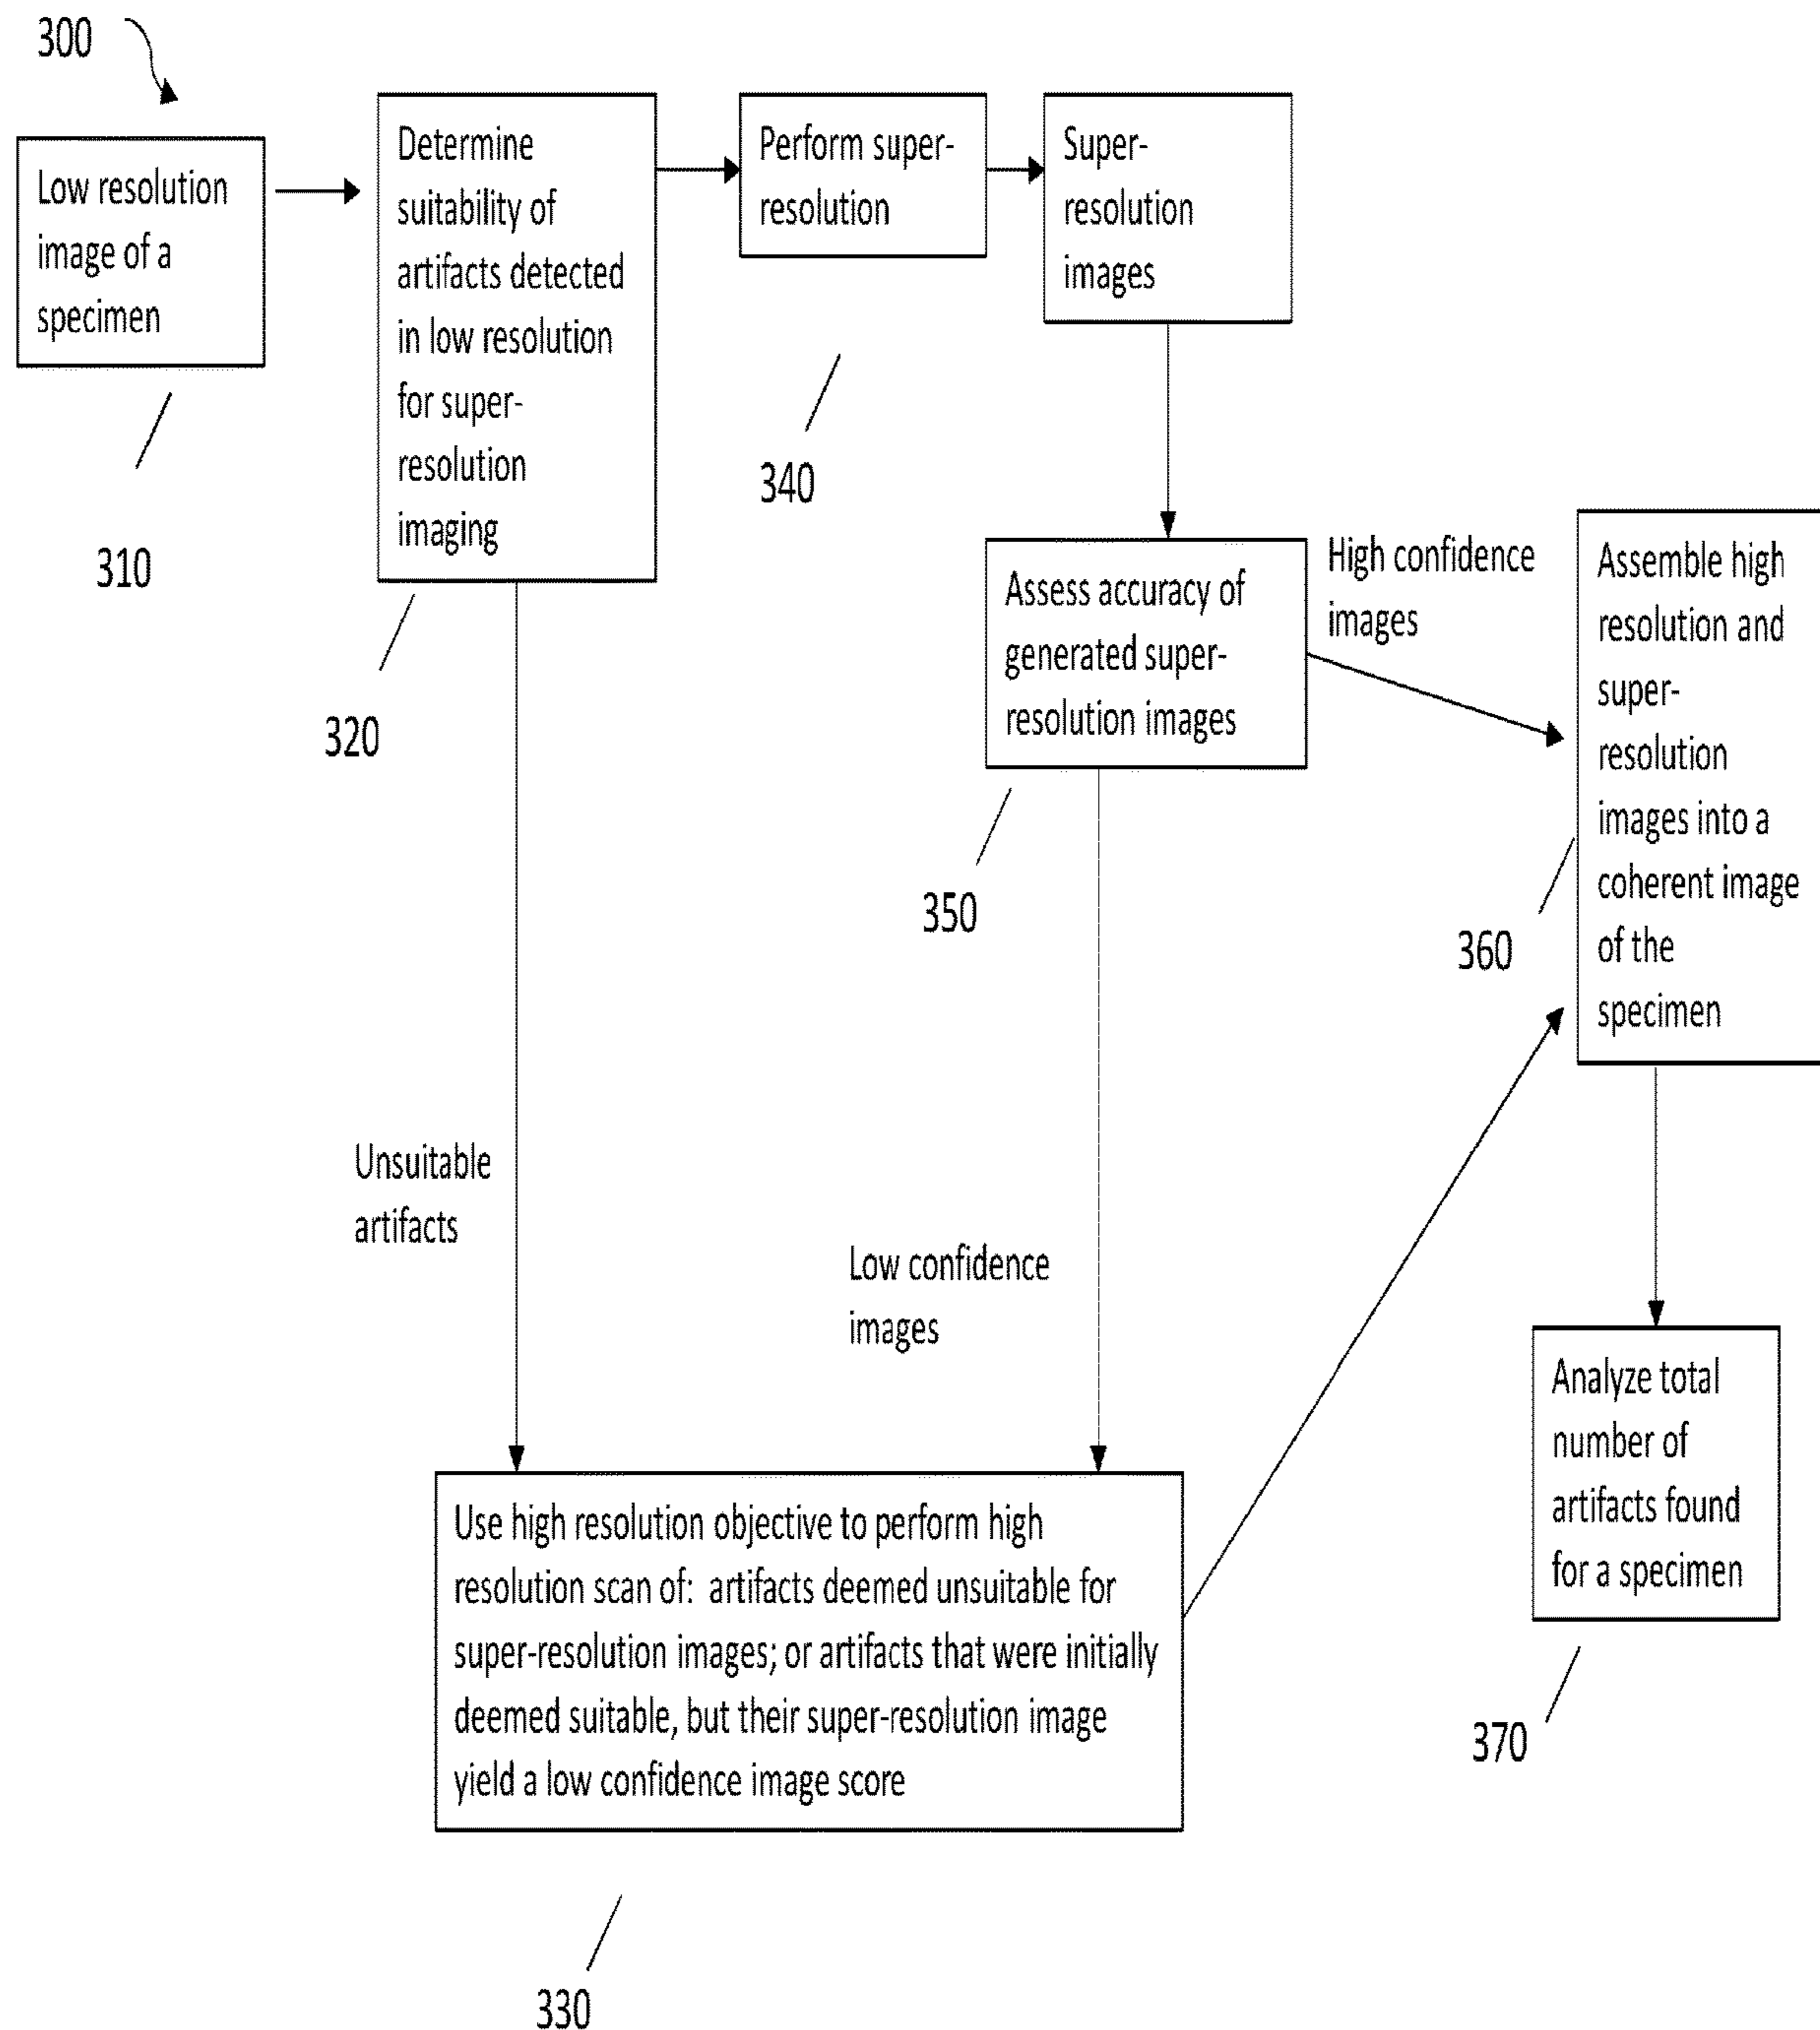 300
Low resolution
image of a
specimen
310
Determine
suitability of
artifacts detected
in low resolution
for super-
resolution
imaging
320
Perform super-
resolution
340
Super-
resolution
images
Assess accuracy of
generated super-
resolution images
350
High confidence
images
Assemble high
resolution and
super-
resolution
images into a
coherent image
of the
specimen
360
Unsuitable
artifacts
Low confidence
images
Use high resolution objective to perform high
resolution scan of:  artifacts deemed unsuitable for
super-resolution images; or artifacts that were initially
deemed suitable, but their super-resolution image
yield a low confidence image score
330
Analyze total
number of
artifacts found
for a specimen
370